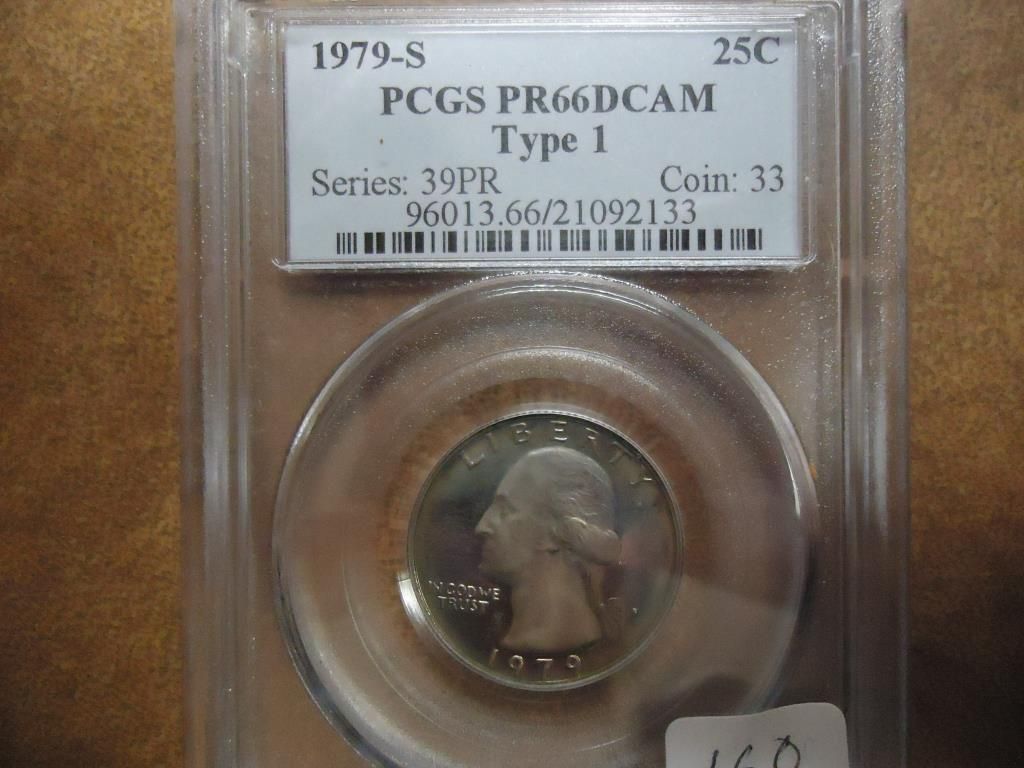 1979-S 25C
PCGS PR66DCAM
Type 1
Series: 39PR Coin: 33
96013.66/21092133
LIBERTY
IN GOD WE
TRUST
1979
160